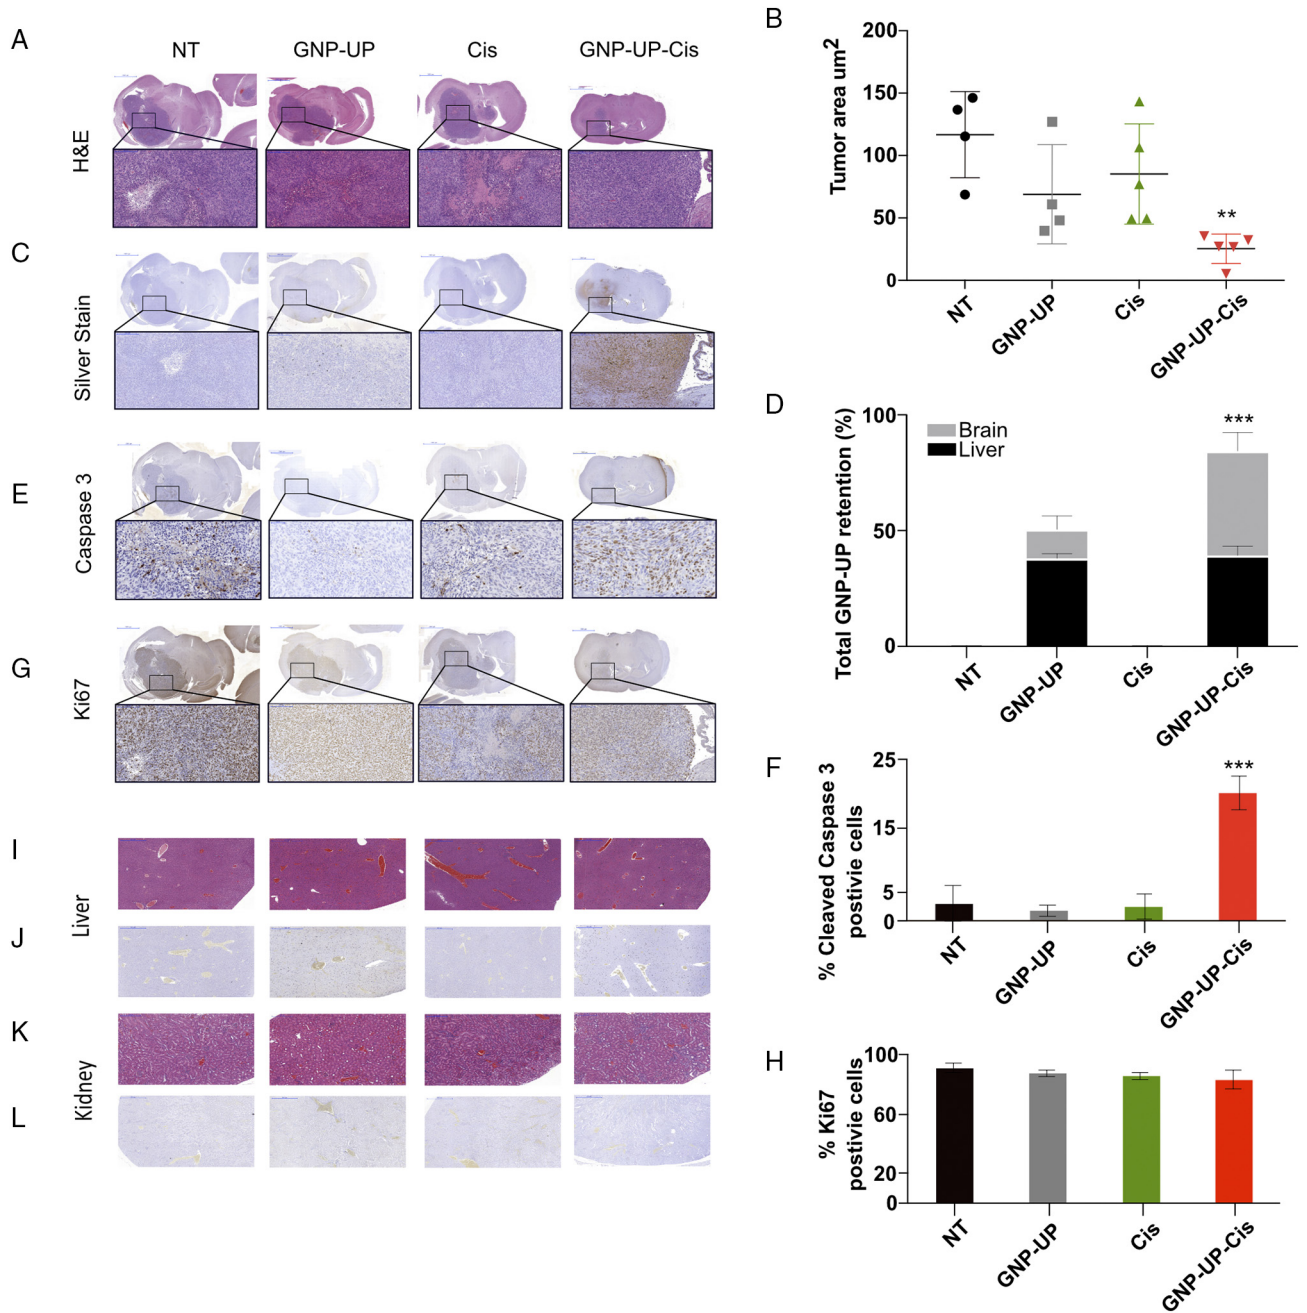 A
NT
GNP-UP
Cis
GNP-UP-Cis
H&E
C
Silver Stain
E
Caspase 3
G
Ki67
I
Liver
J
K
Kidney
L
B
Tumor area um2
200
150
100
50
0
**
NT
GNP-UP
Cis
GNP-UP-Cis
D
Total GNP-UP retention (%)
100
50
0
Brain
Liver
***
NT
GNP-UP
Cis
GNP-UP-Cis
F
% Cleaved Caspase 3
postivie cells
25
15
5
0
***
NT
GNP-UP
Cis
GNP-UP-Cis
H
% Ki67
postivie cells
100
60
20
0
NT
GNP-UP
Cis
GNP-UP-Cis